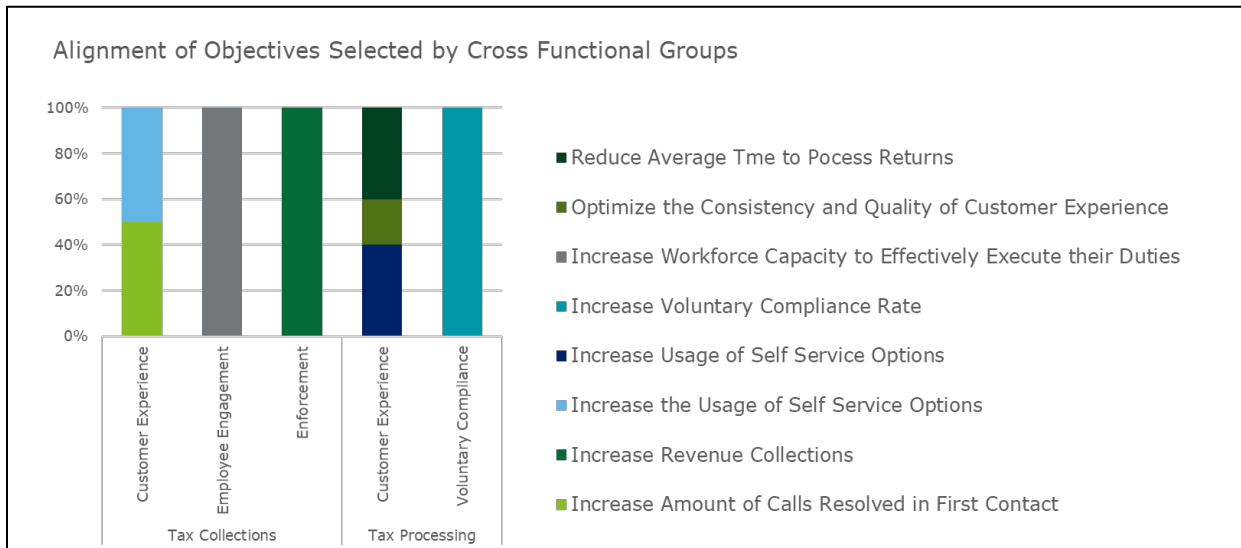 Alignment of Objectives Selected by Cross Functional Groups
100%
80%
60%
40%
20%
0%
Customer Experience
Employee Engagement
Enforcement
Customer Experience
Voluntary Compliance
Tax Collections
Tax Processing
Reduce Average Tme to Pocess Returns
Optimize the Consistency and Quality of Customer Experience
Increase Workforce Capacity to Effectively Execute their Duties
Increase Voluntary Compliance Rate
Increase Usage of Self Service Options
Increase the Usage of Self Service Options
Increase Revenue Collections
Increase Amount of Calls Resolved in First Contact